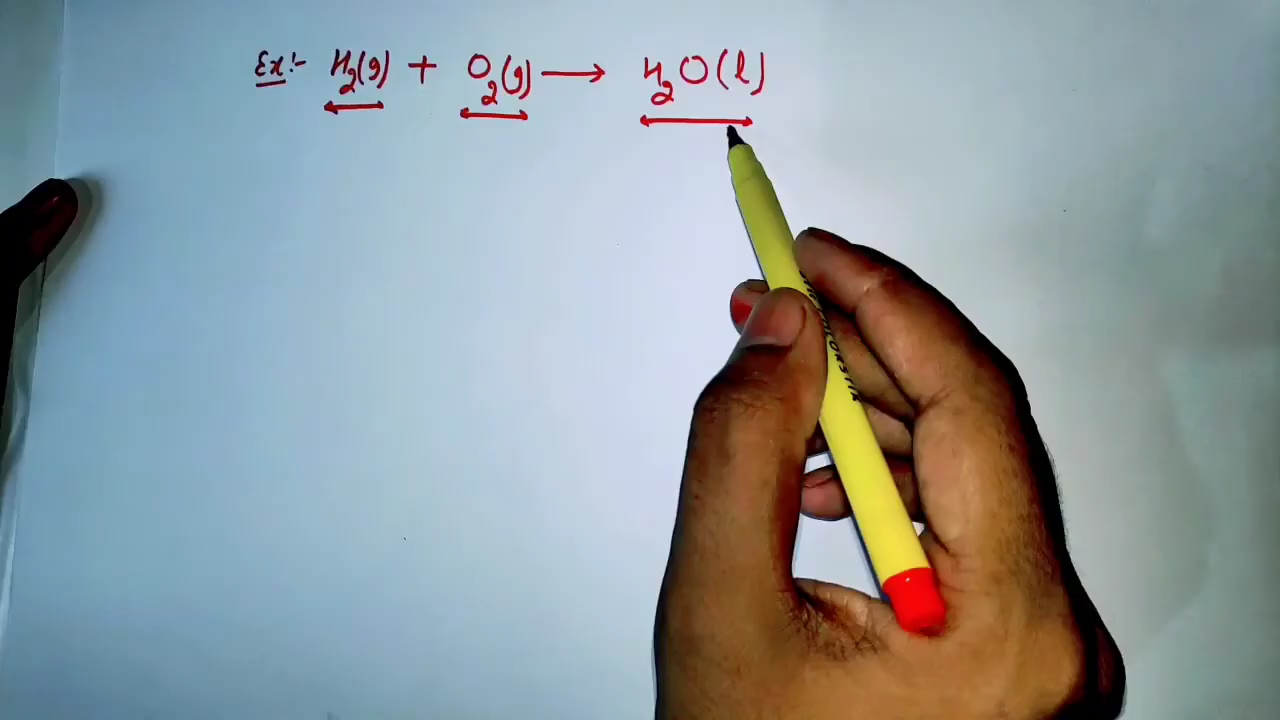 Ex:- H₂(g) + O₂(g) → H₂O(l)